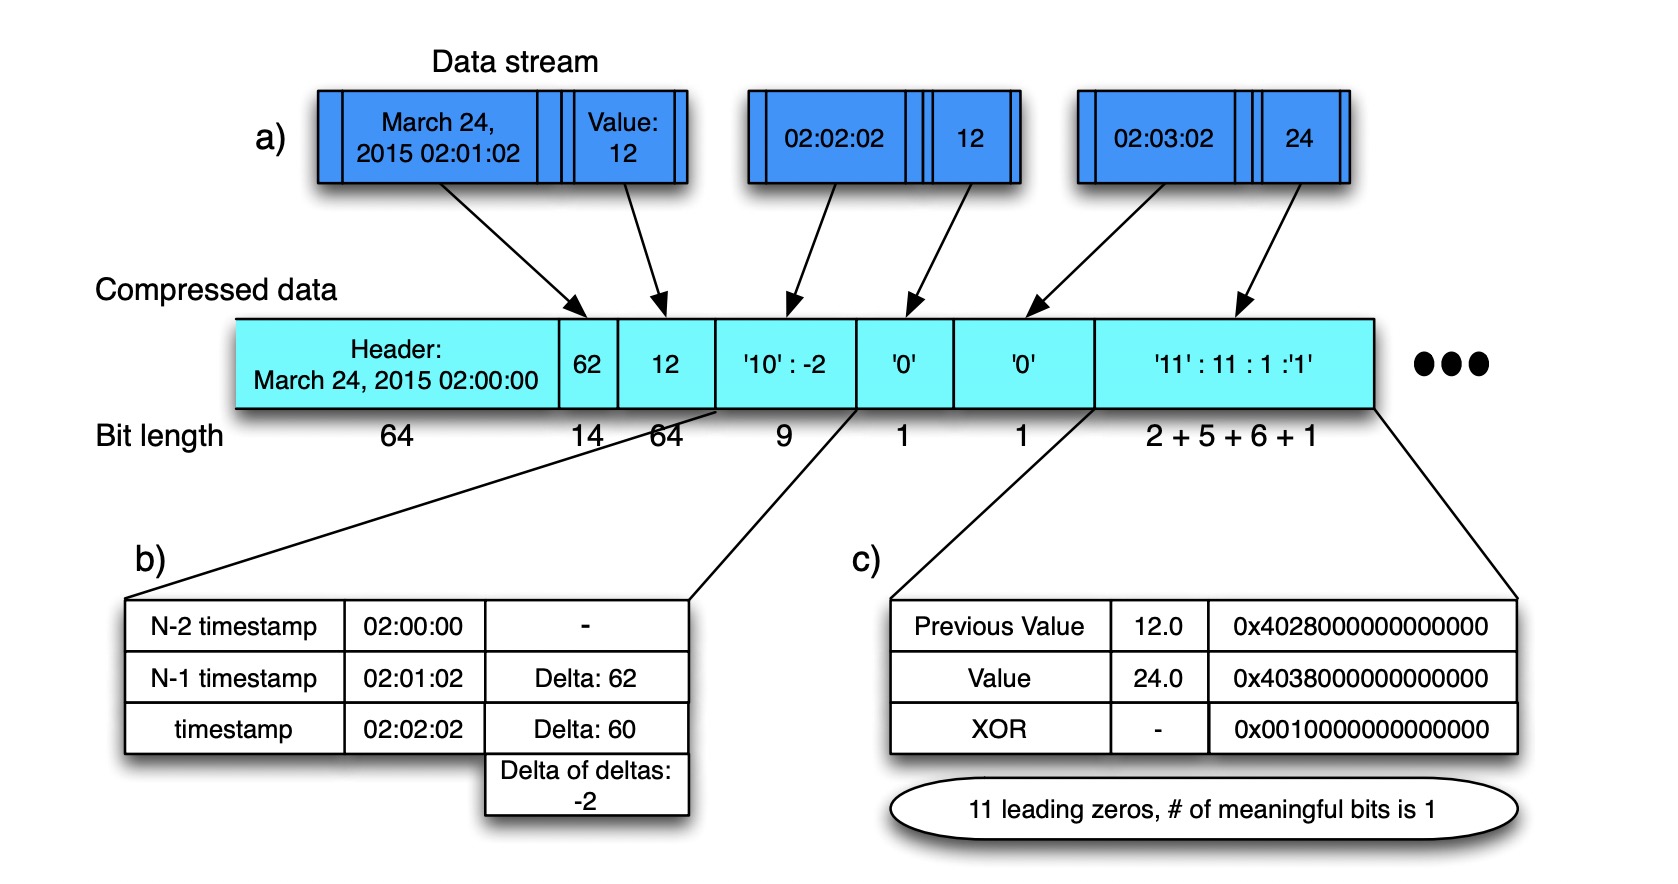 Data stream
a)
March 24,
2015 02:01:02
Value:
12
02:02:02
12
02:03:02
24
Compressed data
Header:
March 24, 2015 02:00:00
62
12
'10' : -2
'0'
'0'
'11' : 11 : 1 :'1'
Bit length
64
14
64
9
1
1
2 + 5 + 6 + 1
b)
N-2 timestamp
02:00:00
-
N-1 timestamp
02:01:02
Delta: 62
timestamp
02:02:02
Delta: 60
Delta of deltas:
-2
c)
Previous Value
12.0
0x4028000000000000
Value
24.0
0x4038000000000000
XOR
-
0x0010000000000000
11 leading zeros, # of meaningful bits is 1